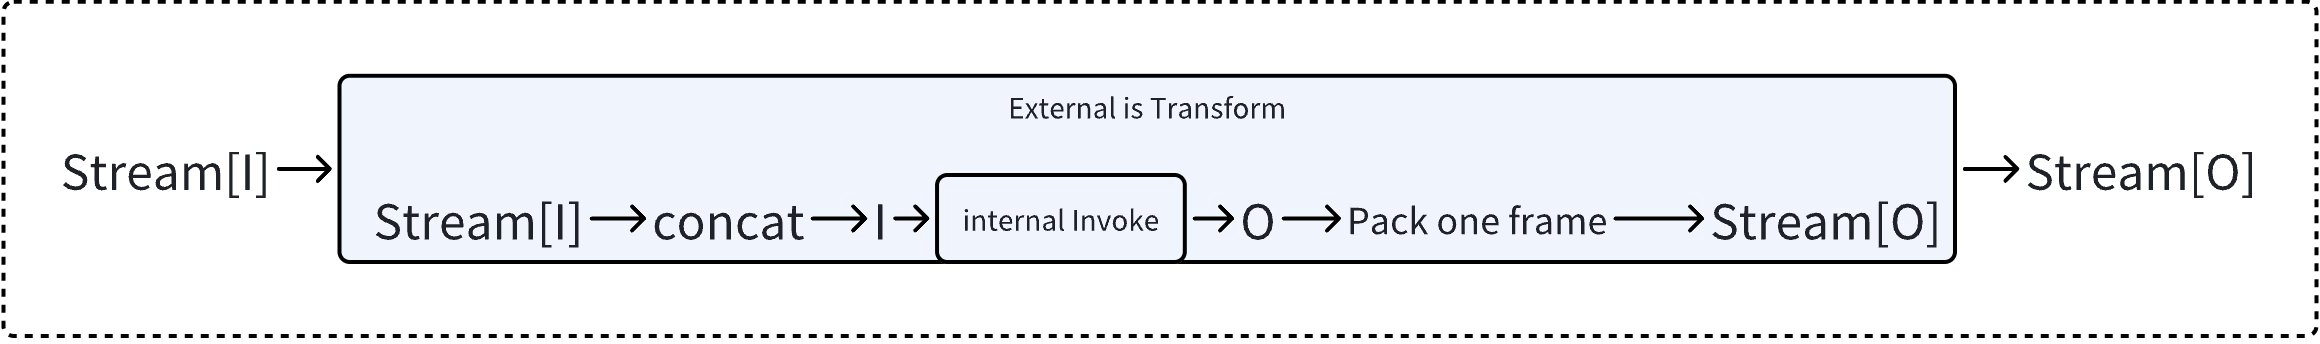 External is Transform
Stream[I]
Stream[I] concat I internal Invoke O Pack one frame Stream[O]
Stream[O]